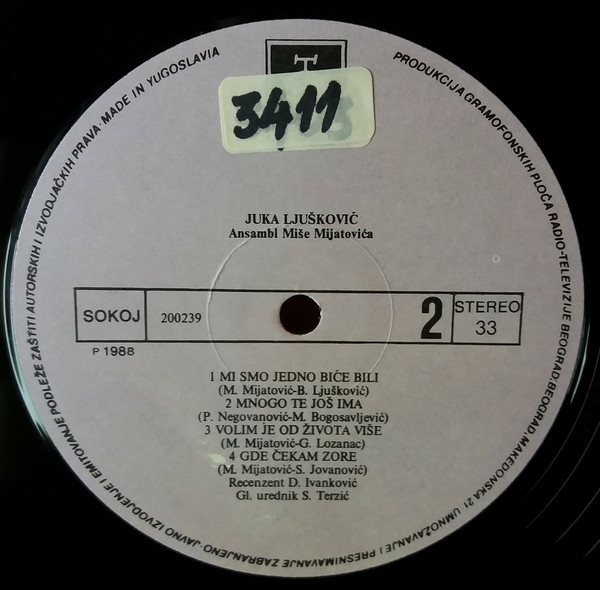 PODLEŽE ZAŠTITI AUTORSKIH I IZVODJAČKIH PRAVA·MADE IN YUGOSLAVIA
PRODUKCIJA GRAMOFONSKIH PLOČA RADIO-TELEVIZIJE BEOGRAD·BEOGRAD, MAKEDONSKA 21
UMNOŽAVANJE I PRESNIMAVANJE ZABRANJENO·JAVNO IZVODJENJE I EMITOVANJE
3411
JUKA LJUŠKOVIĆ
Ansambl Miše Mijatovića
SOKOJ
200239
2
STEREO
33
P 1988
1 MI SMO JEDNO BIĆE BILI
(M. Mijatović-B. Ljušković)
2 MNOGO TE JOŠ IMA
(P. Negovanović-M. Bogosavljević)
3 VOLIM JE OD ŽIVOTA VIŠE
(M. Mijatović-G. Lozanac)
4 GDE ČEKAM ZORE
(M. Mijatović-S. Jovanović)
Recenzent D. Ivanković
Gl. urednik S. Terzić